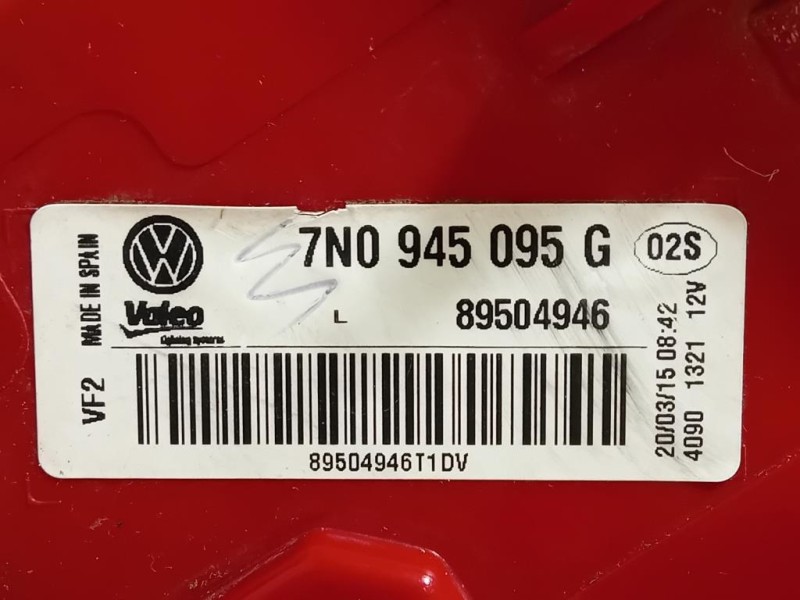 MADE IN SPAIN
VF2
VW
Valeo
Lighting Systems
7N0 945 095 G
02S
L
89504946
89504946T1DV
20/03/15 08:42
4090 1321 12V